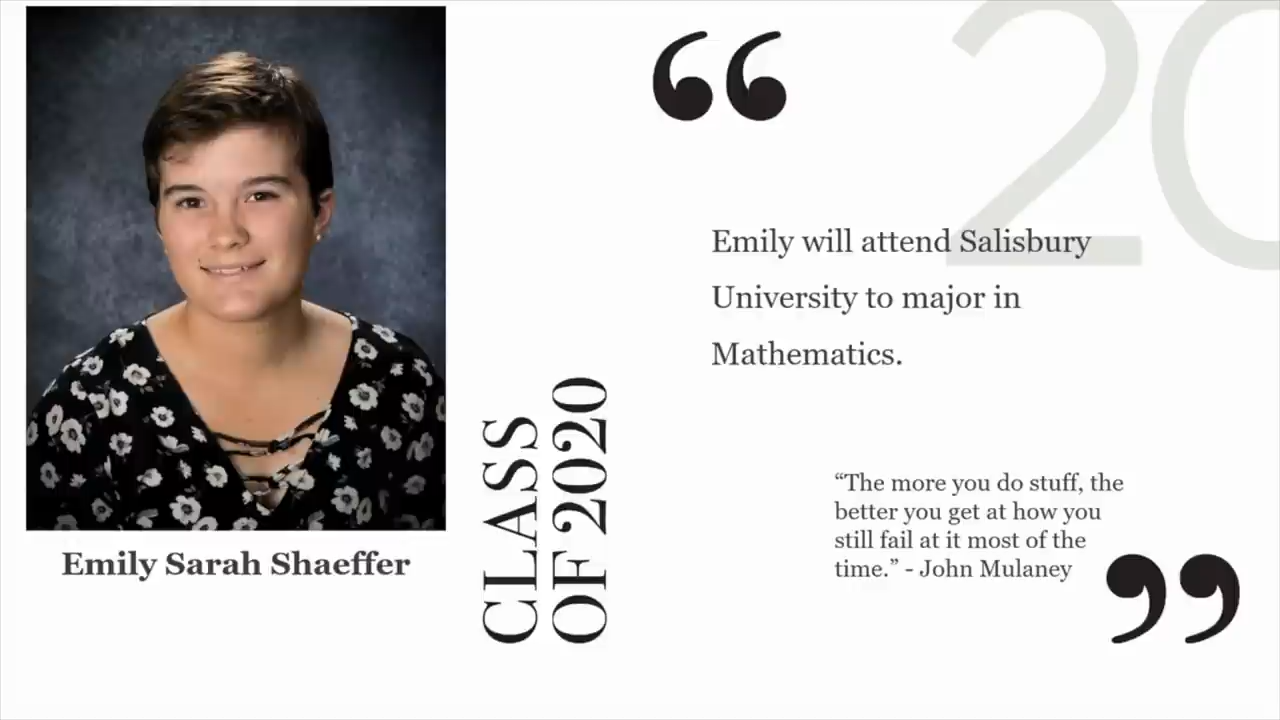 20
“
Emily will attend Salisbury
University to major in
Mathematics.
CLASS
OF 2020
“The more you do stuff, the
better you get at how you
still fail at it most of the
time.” - John Mulaney
”
Emily Sarah Shaeffer